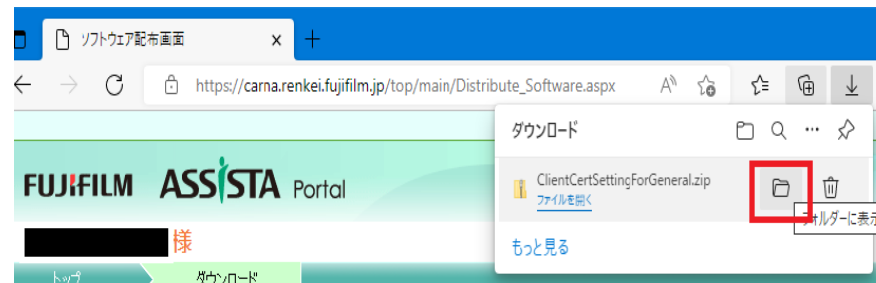 ソフトウェア配布画面
https://carna.renkei.fujifilm.jp/top/main/Distribute_Software.aspx
ダウンロード
FUJIFILM ASSISTA Portal
ClientCertSettingForGeneral.zip
ファイルを開く
フォルダーに表示
様
もっと見る
トップ ダウンロード